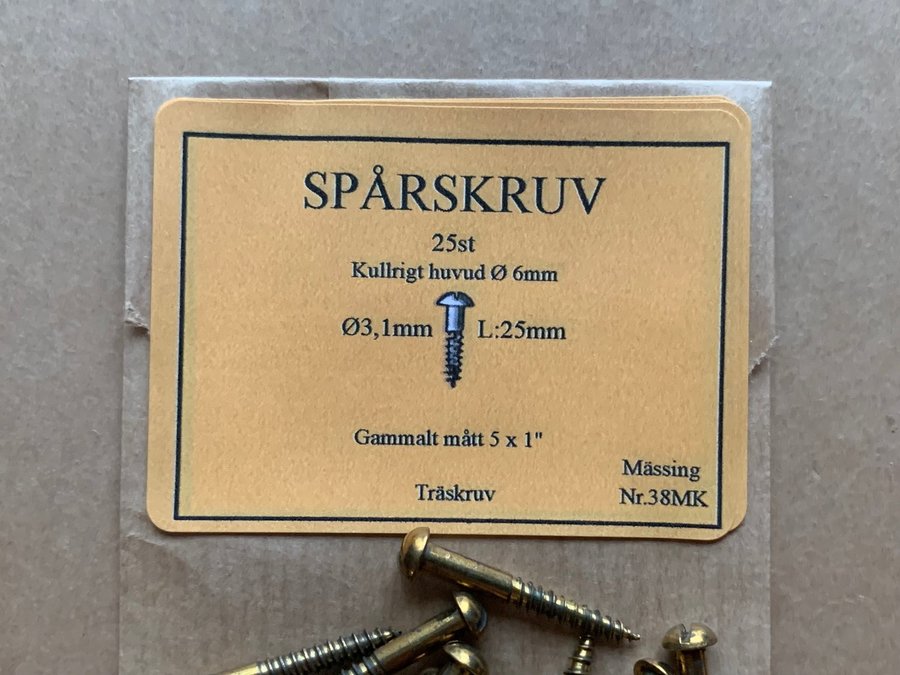 SPÅRSKRUV
25st
Kullrigt huvud Ø 6mm
Ø3,1mm L:25mm
Gammalt mått 5 x 1"
Mässing
Träskruv Nr.38MK